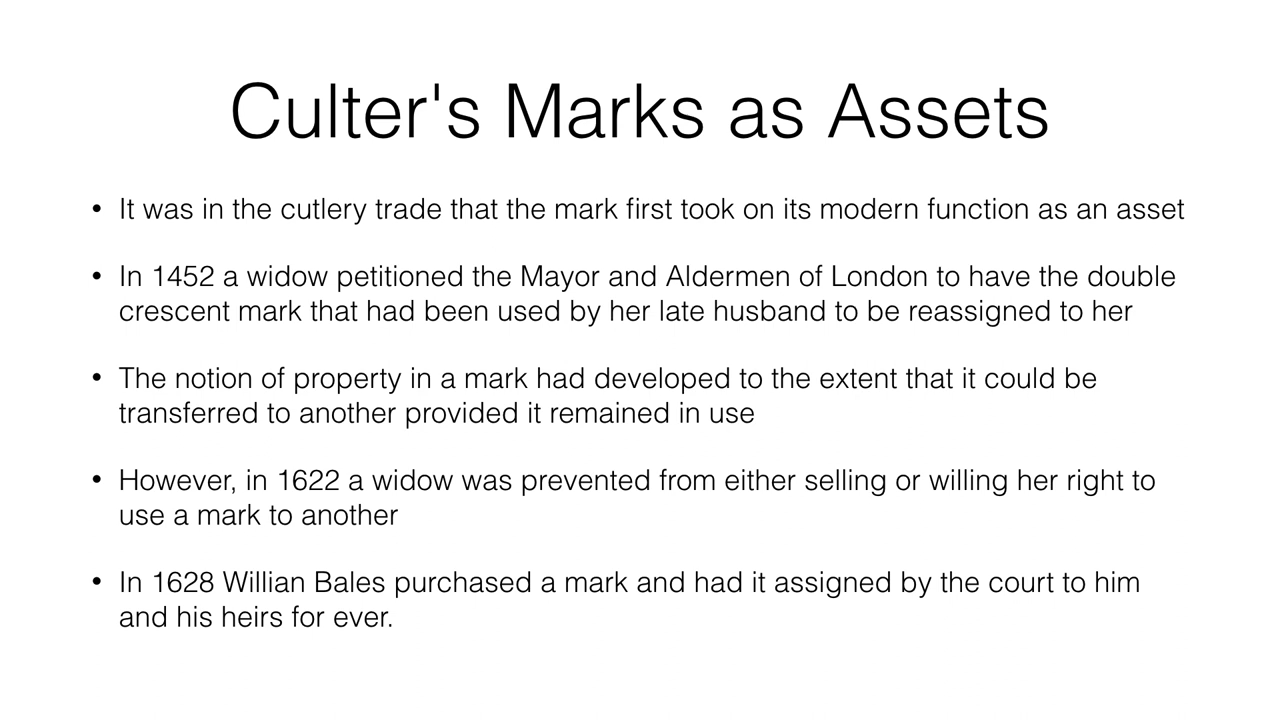 Culter's Marks as Assets
• It was in the cutlery trade that the mark first took on its modern function as an asset
• In 1452 a widow petitioned the Mayor and Aldermen of London to have the double
crescent mark that had been used by her late husband to be reassigned to her
• The notion of property in a mark had developed to the extent that it could be
transferred to another provided it remained in use
• However, in 1622 a widow was prevented from either selling or willing her right to
use a mark to another
• In 1628 Willian Bales purchased a mark and had it assigned by the court to him
and his heirs for ever.